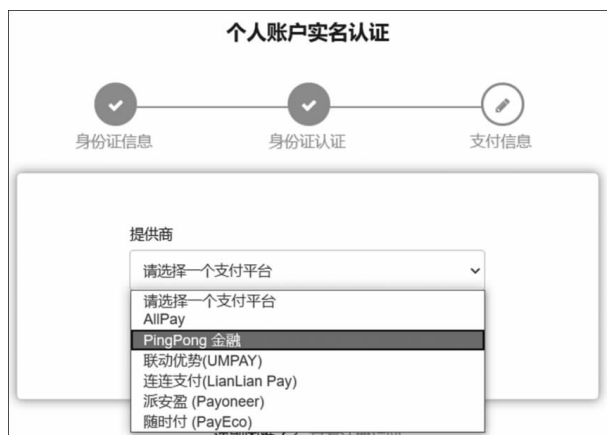 个人账户实名认证
身份证信息
身份证认证
支付信息
提供商
请选择一个支付平台
请选择一个支付平台
AllPay
PingPong 金融
联动优势(UMPAY)
连连支付(LianLian Pay)
派安盈 (Payoneer)
随时付 (PayEco)